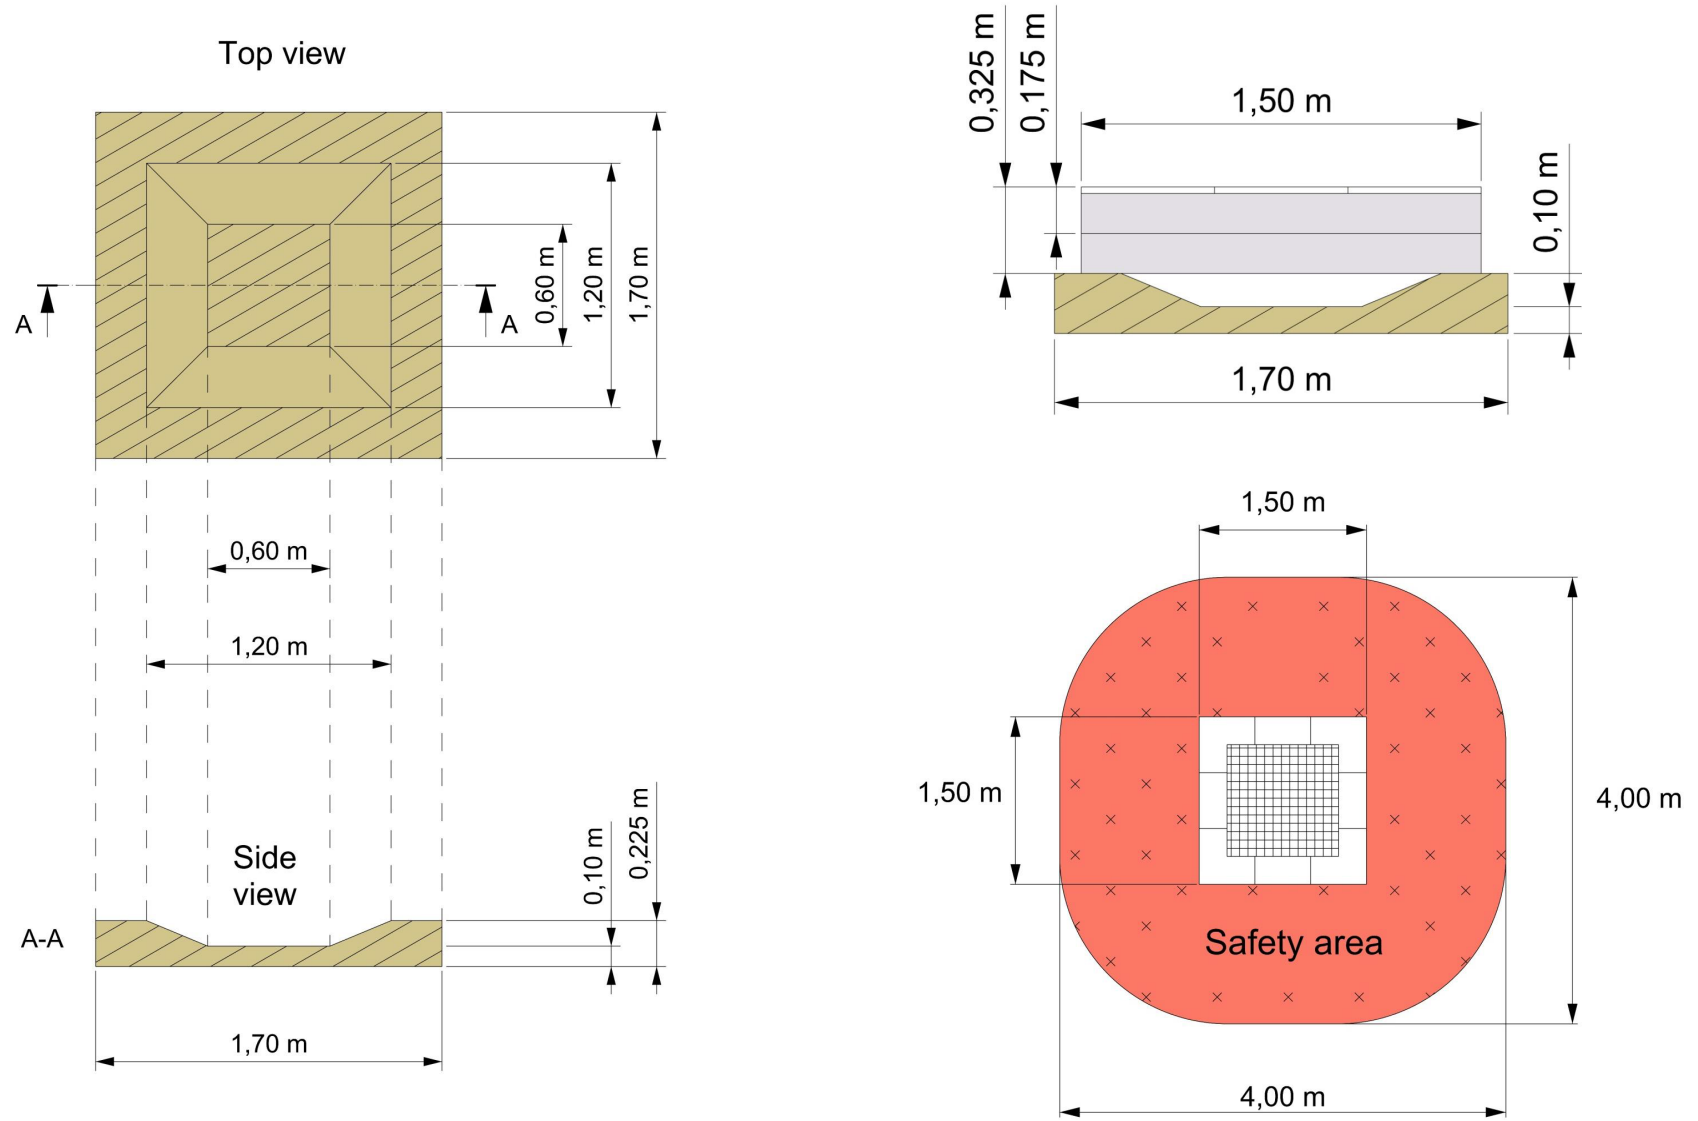 Top view
0,60 m
1,20 m
1,70 m
A
A
0,60 m
1,20 m
Side
view
0,10 m
0,225 m
A-A
1,70 m
0,325 m
0,175 m
1,50 m
0,10 m
1,70 m
1,50 m
1,50 m
4,00 m
Safety area
4,00 m